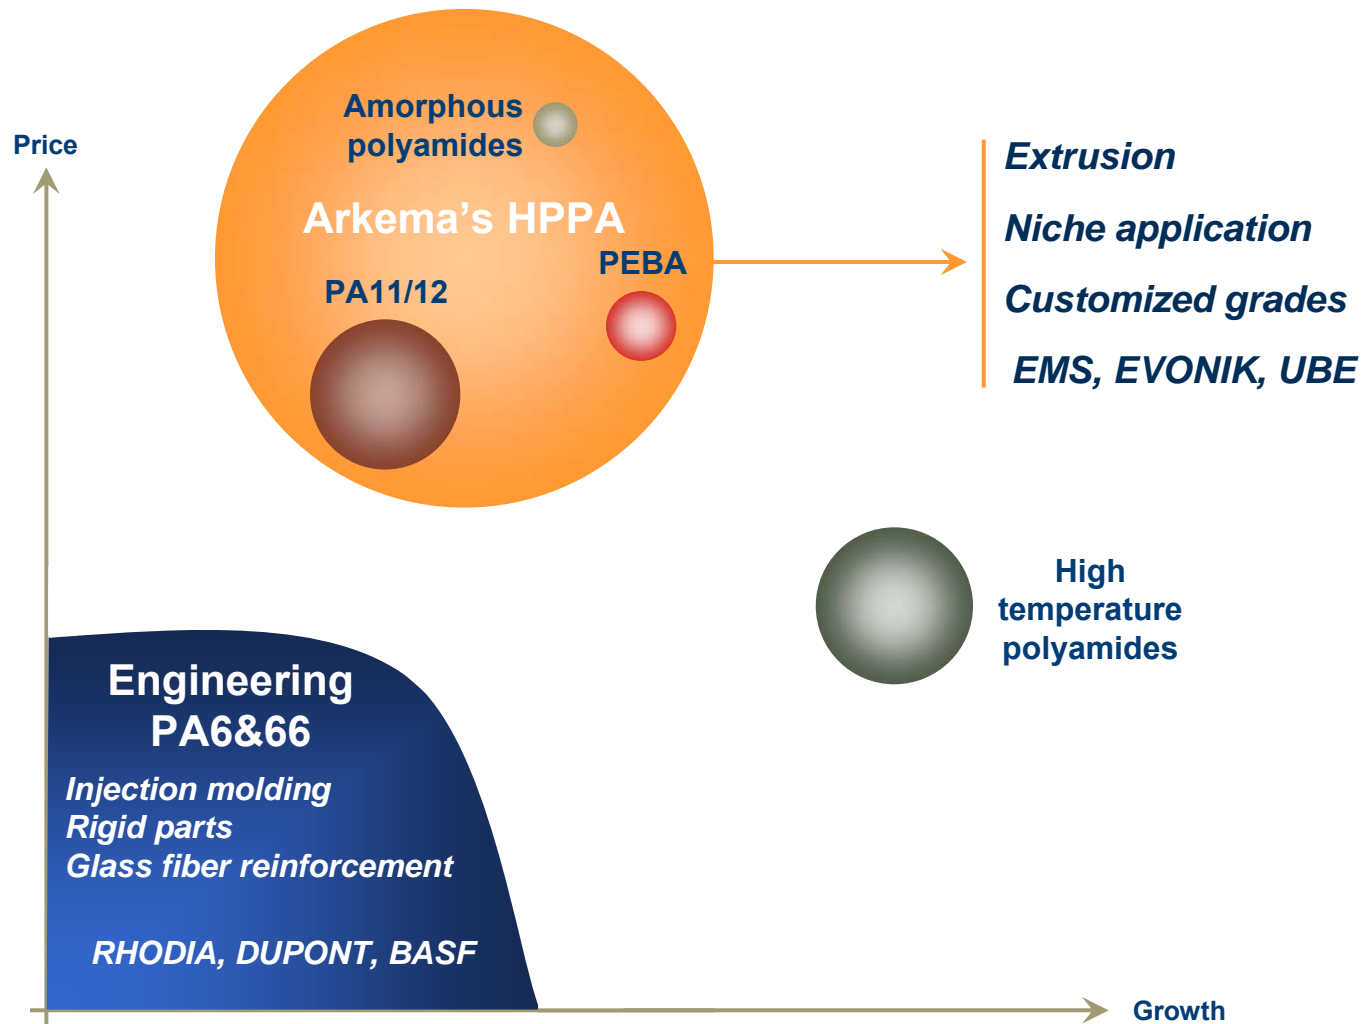 Price
Amorphous
polyamides
Arkema’s HPPA
PEBA
PA11/12
Extrusion
Niche application
Customized grades
EMS, EVONIK, UBE
High
temperature
polyamides
Engineering
PA6&66
Injection molding
Rigid parts
Glass fiber reinforcement
RHODIA, DUPONT, BASF
Growth